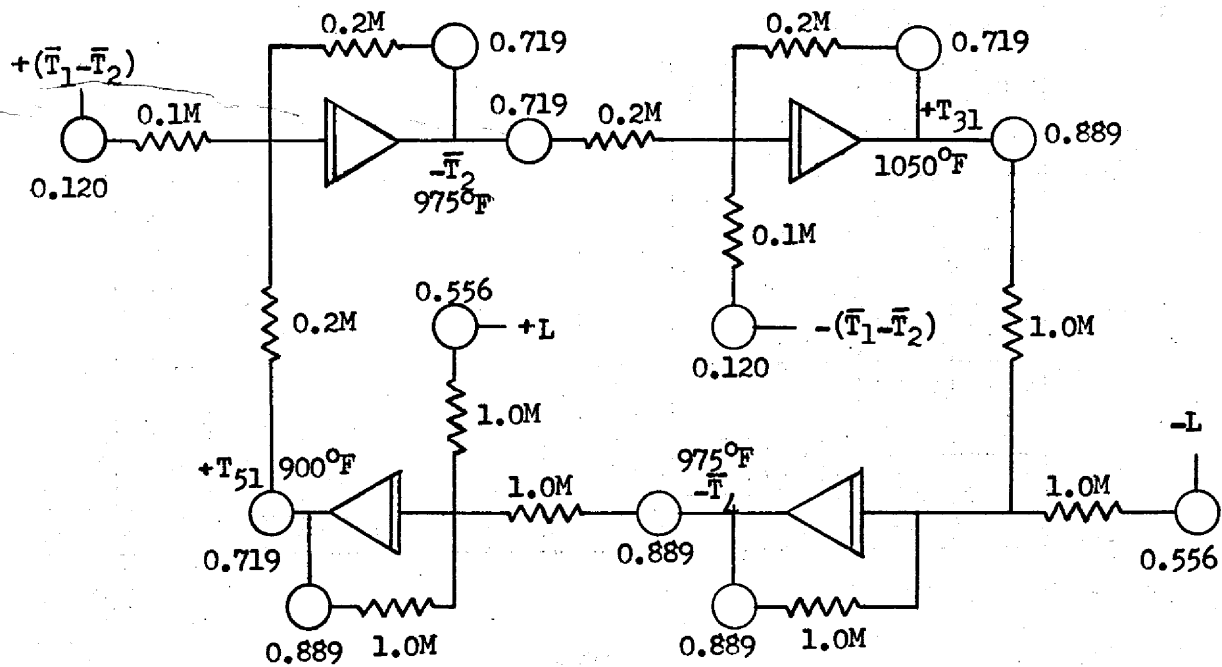 0.2M
0.719
0.2M
0.719
+(T̅1-T̅2)
0.1M
0.719
0.2M
+T31
0.889
0.120
-T̅2
975°F
1050°F
0.1M
0.2M
0.556
+L
-(T̅1-T̅2)
1.0M
0.120
1.0M
-L
+T51
900°F
1.0M
975°F
-T̅4
1.0M
0.719
0.889
0.556
0.889
1.0M
0.889
1.0M